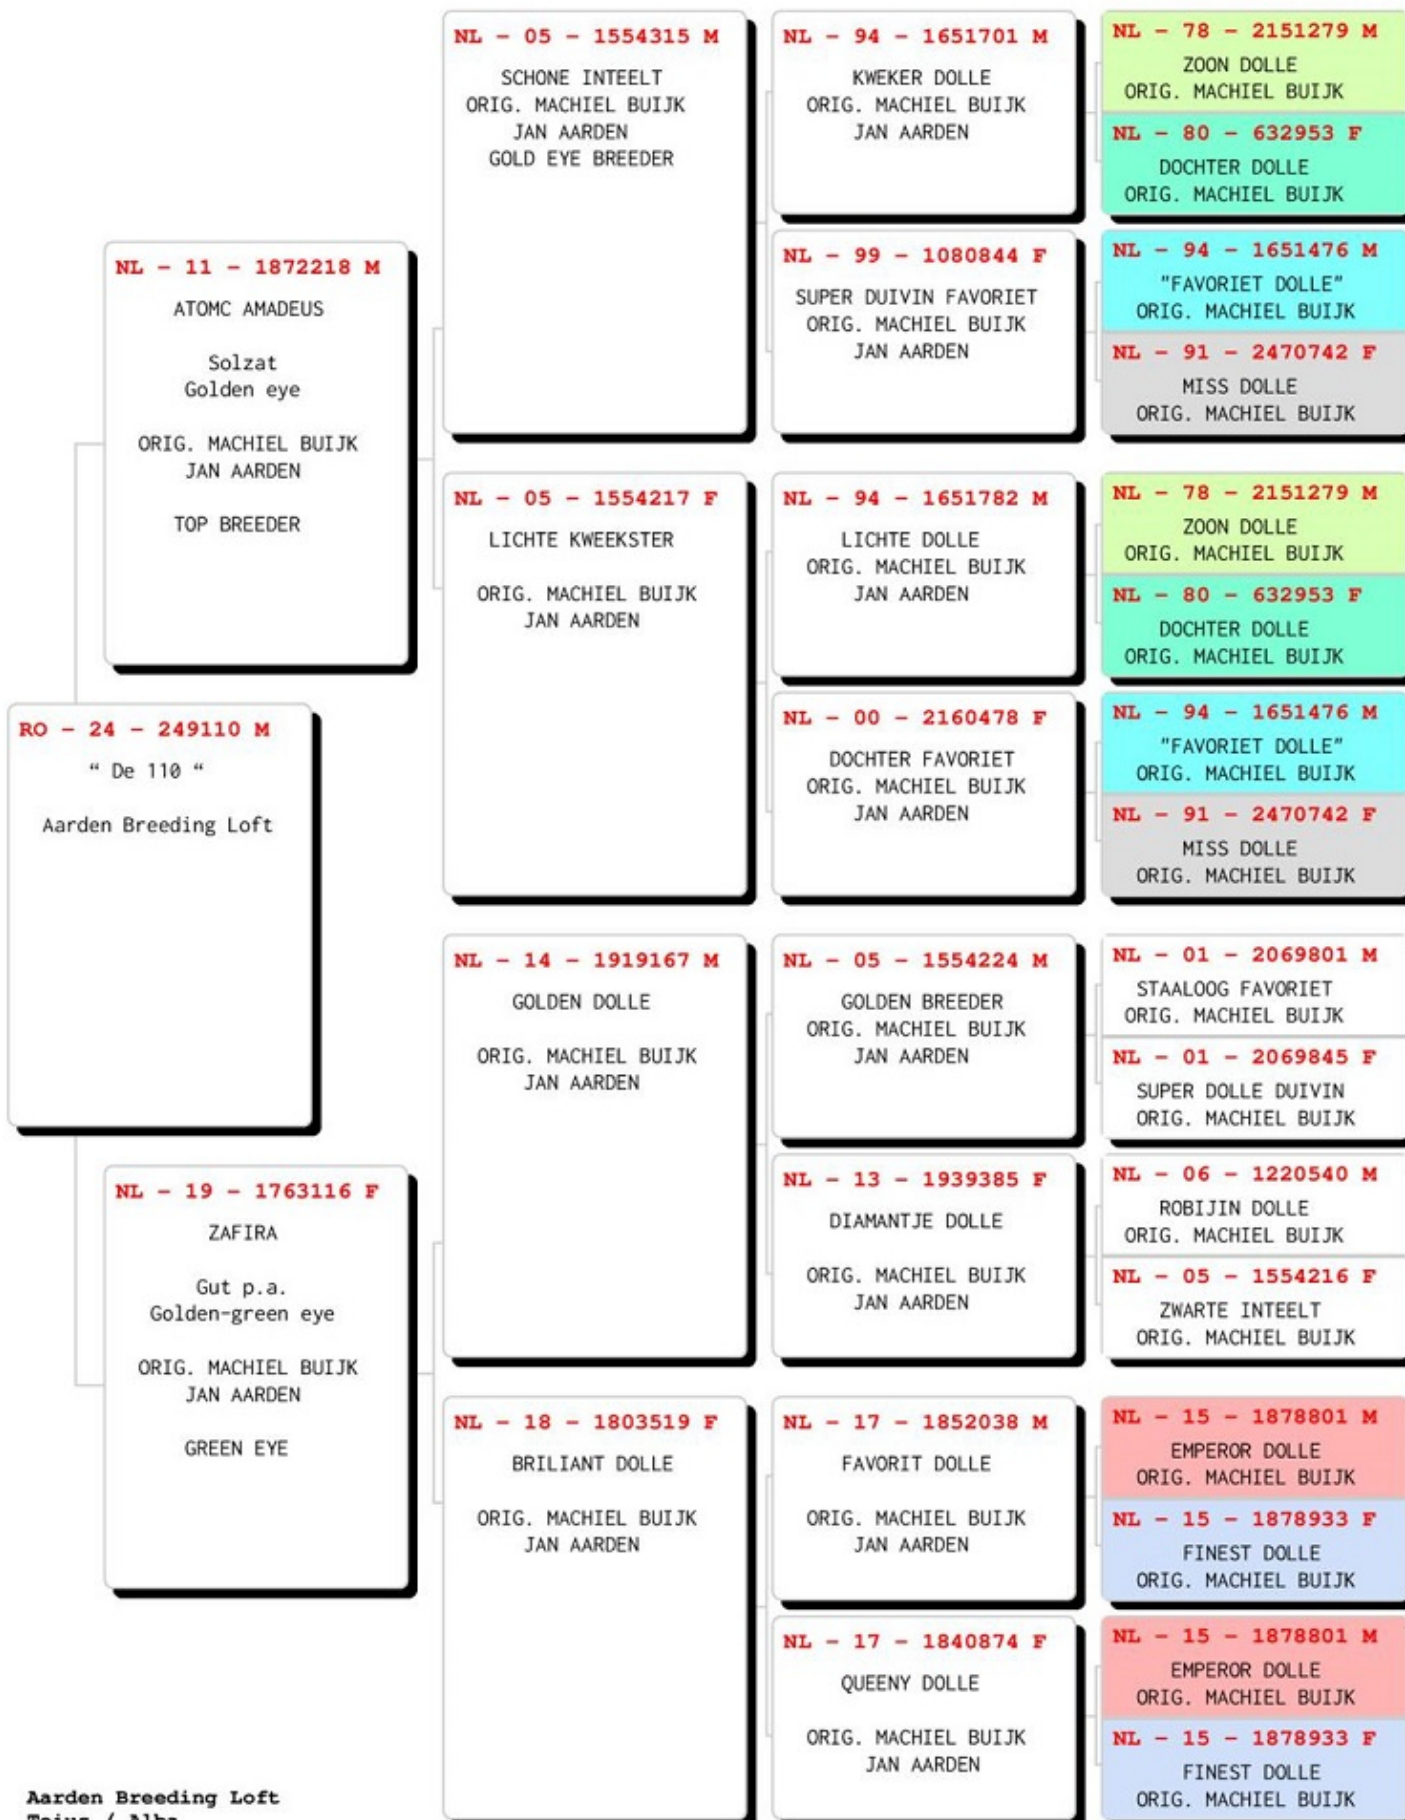 RO - 24 - 249110 M
“ De 110 “
Aarden Breeding Loft
NL - 11 - 1872218 M
ATOMC AMADEUS
Solzat
Golden eye
ORIG. MACHIEL BUIJK
JAN AARDEN
TOP BREEDER
NL - 19 - 1763116 F
ZAFIRA
Gut p.a.
Golden-green eye
ORIG. MACHIEL BUIJK
JAN AARDEN
GREEN EYE
NL - 05 - 1554315 M
SCHONE INTEELT
ORIG. MACHIEL BUIJK
JAN AARDEN
GOLD EYE BREEDER
NL - 05 - 1554217 F
LICHTE KWEEKSTER
ORIG. MACHIEL BUIJK
JAN AARDEN
NL - 14 - 1919167 M
GOLDEN DOLLE
ORIG. MACHIEL BUIJK
JAN AARDEN
NL - 18 - 1803519 F
BRILIANT DOLLE
ORIG. MACHIEL BUIJK
JAN AARDEN
NL - 94 - 1651701 M
KWEKER DOLLE
ORIG. MACHIEL BUIJK
JAN AARDEN
NL - 99 - 1080844 F
SUPER DUIVIN FAVORIET
ORIG. MACHIEL BUIJK
JAN AARDEN
NL - 94 - 1651782 M
LICHTE DOLLE
ORIG. MACHIEL BUIJK
JAN AARDEN
NL - 00 - 2160478 F
DOCHTER FAVORIET
ORIG. MACHIEL BUIJK
JAN AARDEN
NL - 05 - 1554224 M
GOLDEN BREEDER
ORIG. MACHIEL BUIJK
JAN AARDEN
NL - 13 - 1939385 F
DIAMANTJE DOLLE
ORIG. MACHIEL BUIJK
JAN AARDEN
NL - 17 - 1852038 M
FAVORIT DOLLE
ORIG. MACHIEL BUIJK
JAN AARDEN
NL - 17 - 1840874 F
QUEENY DOLLE
ORIG. MACHIEL BUIJK
JAN AARDEN
NL - 78 - 2151279 M
ZOON DOLLE
ORIG. MACHIEL BUIJK
NL - 80 - 632953 F
DOCHTER DOLLE
ORIG. MACHIEL BUIJK
NL - 94 - 1651476 M
"FAVORIET DOLLE"
ORIG. MACHIEL BUIJK
NL - 91 - 2470742 F
MISS DOLLE
ORIG. MACHIEL BUIJK
NL - 78 - 2151279 M
ZOON DOLLE
ORIG. MACHIEL BUIJK
NL - 80 - 632953 F
DOCHTER DOLLE
ORIG. MACHIEL BUIJK
NL - 94 - 1651476 M
"FAVORIET DOLLE"
ORIG. MACHIEL BUIJK
NL - 91 - 2470742 F
MISS DOLLE
ORIG. MACHIEL BUIJK
NL - 01 - 2069801 M
STAALOOG FAVORIET
ORIG. MACHIEL BUIJK
NL - 01 - 2069845 F
SUPER DOLLE DUIVIN
ORIG. MACHIEL BUIJK
NL - 06 - 1220540 M
ROBIJIN DOLLE
ORIG. MACHIEL BUIJK
NL - 05 - 1554216 F
ZWARTE INTEELT
ORIG. MACHIEL BUIJK
NL - 15 - 1878801 M
EMPEROR DOLLE
ORIG. MACHIEL BUIJK
NL - 15 - 1878933 F
FINEST DOLLE
ORIG. MACHIEL BUIJK
NL - 15 - 1878801 M
EMPEROR DOLLE
ORIG. MACHIEL BUIJK
NL - 15 - 1878933 F
FINEST DOLLE
ORIG. MACHIEL BUIJK
Aarden Breeding Loft